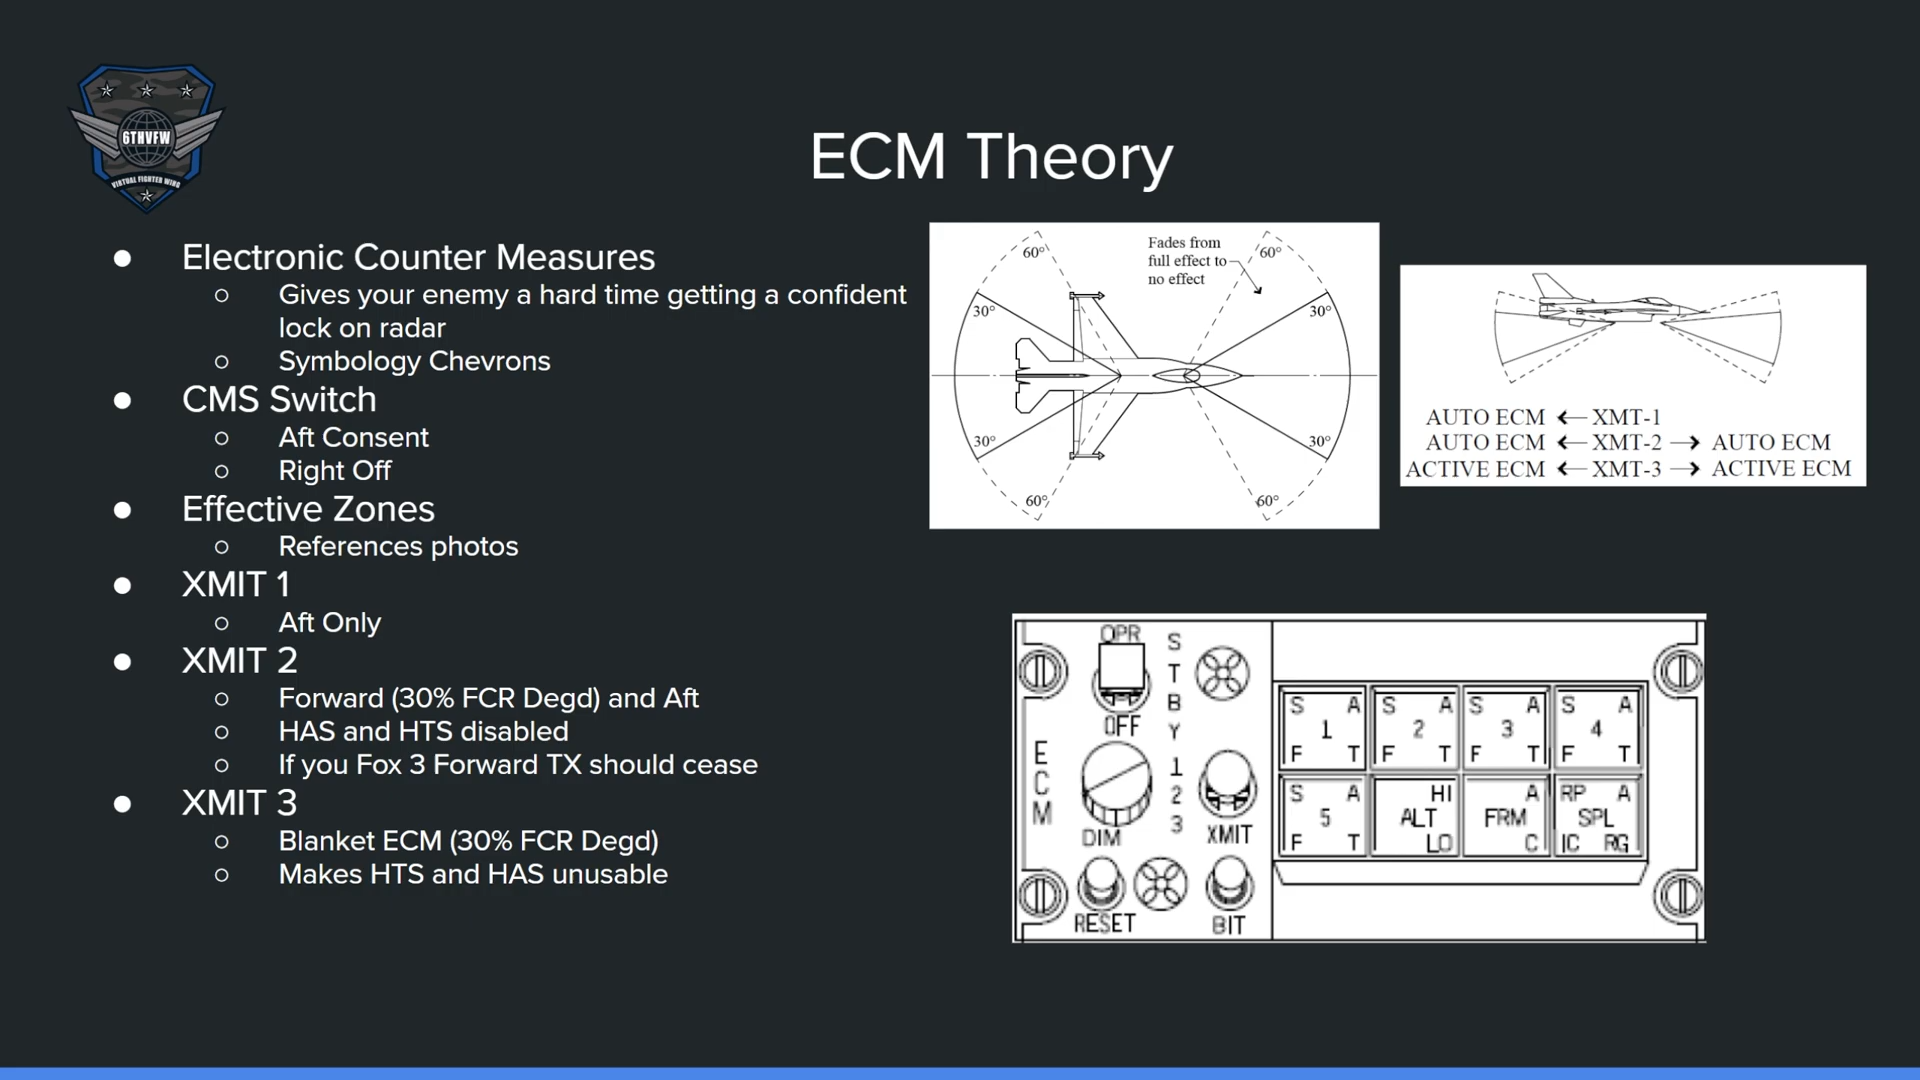 6THVFW
VIRTUAL FIGHTER WING
ECM Theory
● Electronic Counter Measures
○ Gives your enemy a hard time getting a confident
lock on radar
○ Symbology Chevrons
● CMS Switch
○ Aft Consent
○ Right Off
● Effective Zones
○ References photos
● XMIT 1
○ Aft Only
● XMIT 2
○ Forward (30% FCR Degd) and Aft
○ HAS and HTS disabled
○ If you Fox 3 Forward TX should cease
● XMIT 3
○ Blanket ECM (30% FCR Degd)
○ Makes HTS and HAS unusable
60°
Fades from
full effect to
no effect
60°
30°
30°
30°
30°
60°
60°
AUTO ECM ← XMT-1
AUTO ECM ← XMT-2 → AUTO ECM
ACTIVE ECM ← XMT-3 → ACTIVE ECM
OPR
OFF
STBY
1
2
3
ECM
DIM
XMIT
RESET
BIT
S A S A S A S A
1 2 3 4
F T F T F T F T
S A HI A RP A
5 ALT FRM SPL
F T LO C IC RG